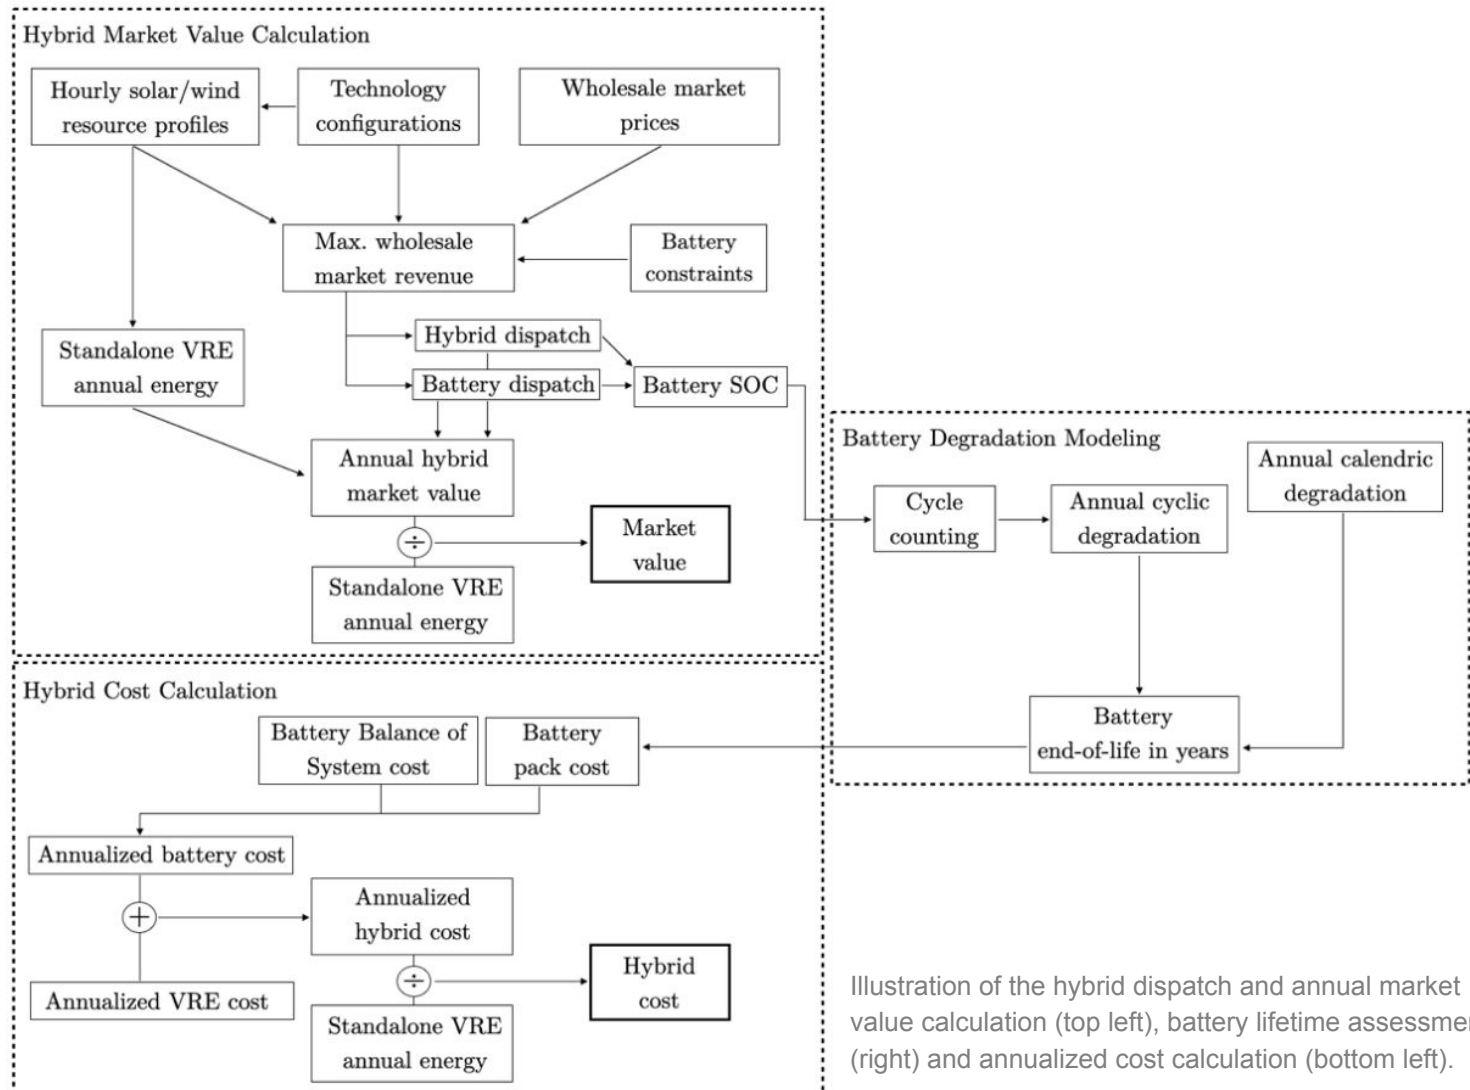 Hybrid Market Value Calculation
Hourly solar/wind
resource profiles
Technology
configurations
Wholesale market
prices
Max. wholesale
market revenue
Battery
constraints
Hybrid dispatch
Standalone VRE
annual energy
Battery dispatch
Battery SOC
Annual hybrid
market value
÷
Market
value
Standalone VRE
annual energy
Battery Degradation Modeling
Annual calendric
degradation
Cycle
counting
Annual cyclic
degradation
Battery
end-of-life in years
Hybrid Cost Calculation
Battery Balance of
System cost
Battery
pack cost
Annualized battery cost
+
Annualized VRE cost
Annualized
hybrid cost
÷
Hybrid
cost
Standalone VRE
annual energy
Illustration of the hybrid dispatch and annual market
value calculation (top left), battery lifetime assessme
(right) and annualized cost calculation (bottom left).